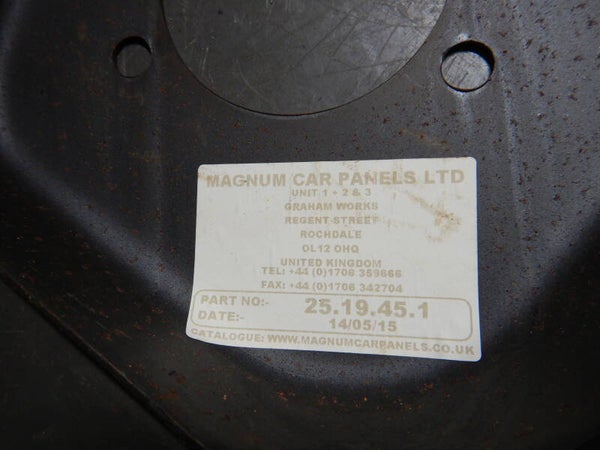 MAGNUM CAR PANELS LTD
UNIT 1 + 2 & 3
GRAHAM WORKS
REGENT STREET
ROCHDALE
OL12 OHQ
UNITED KINGDOM
TEL: +44 (0)1706 359666
FAX: +44 (0)1706 342704
PART NO:- 25.19.45.1
DATE:- 14/05/15
CATALOGUE: WWW.MAGNUMCARPANELS.CO.UK